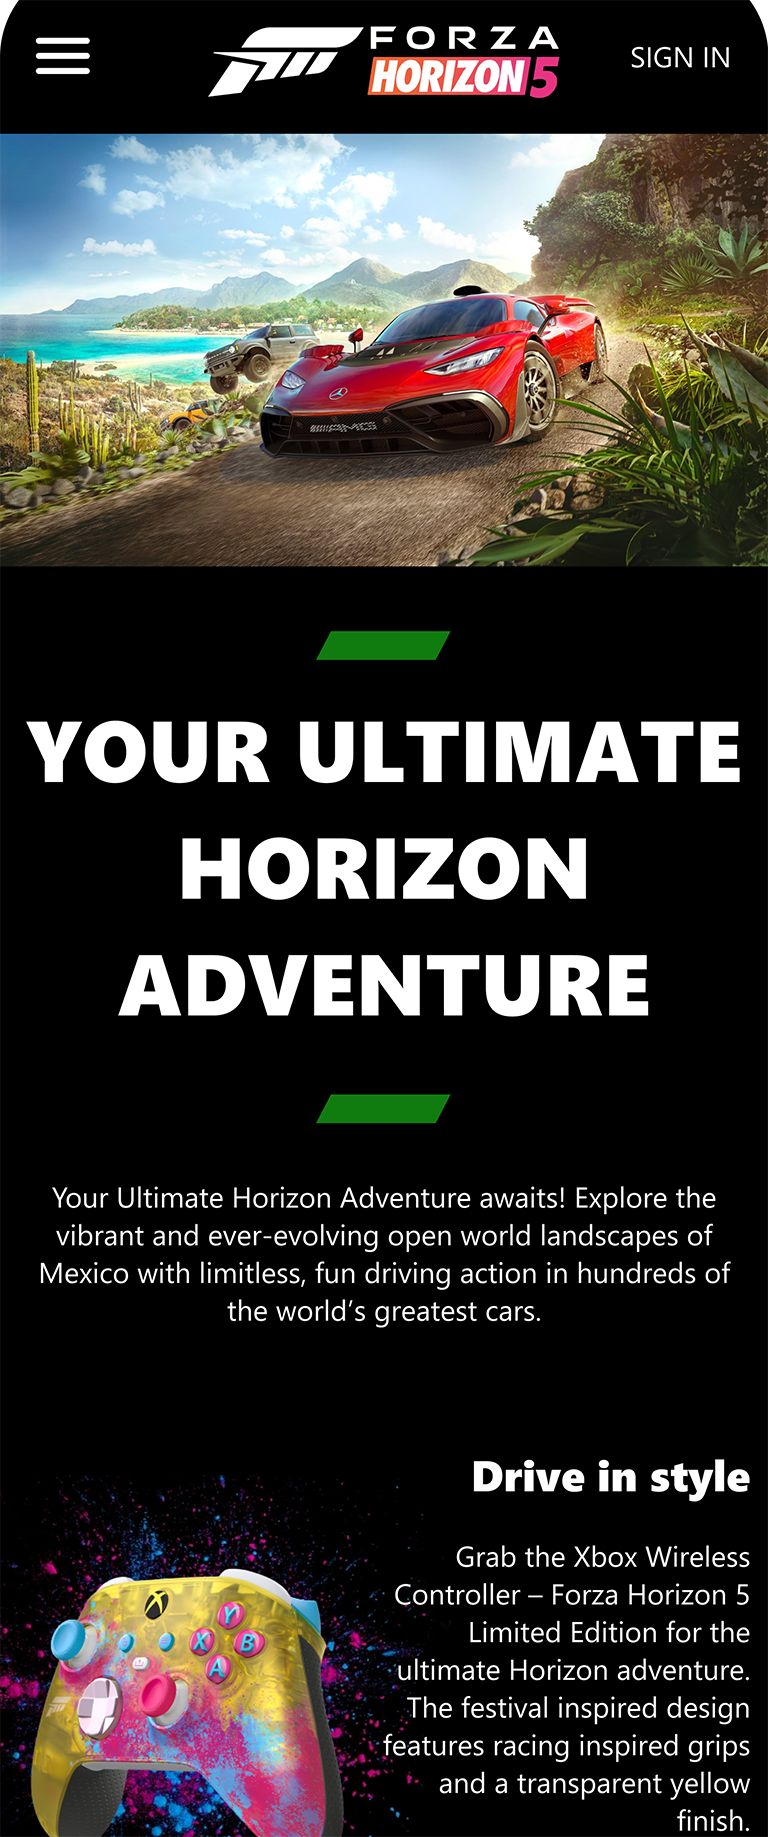 FORZA
HORIZON 5
SIGN IN
AMG
YOUR ULTIMATE
HORIZON
ADVENTURE
Your Ultimate Horizon Adventure awaits! Explore the
vibrant and ever-evolving open world landscapes of
Mexico with limitless, fun driving action in hundreds of
the world’s greatest cars.
Drive in style
Grab the Xbox Wireless
Controller – Forza Horizon 5
Limited Edition for the
ultimate Horizon adventure.
The festival inspired design
features racing inspired grips
and a transparent yellow
finish.
Y
X B
A